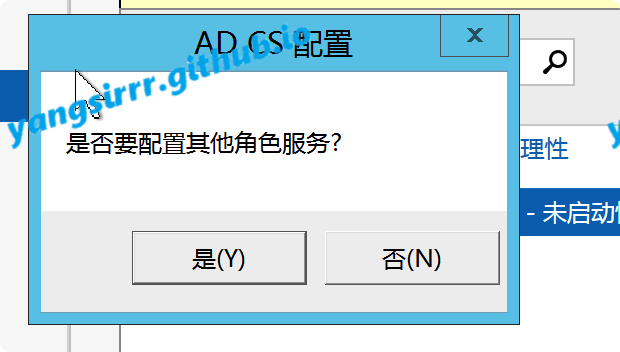 AD CS 配置
yangsirrr.github.io
是否要配置其他角色服务?
理性
- 未启动
是(Y)
否(N)